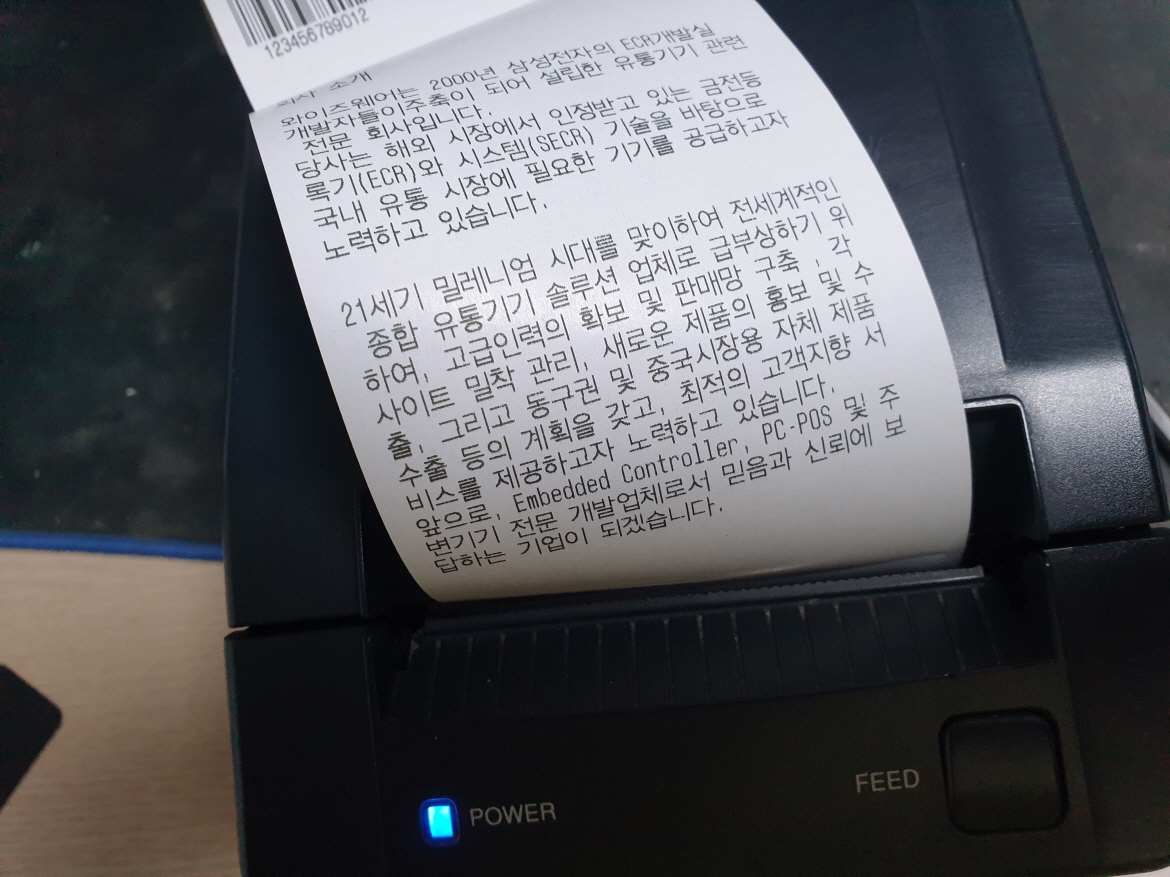 123456789012
회사 소개
와이즈웨어는 2000년 삼성전자의 ECR개발실
개발자들이주축이 되어 설립한 유통기기 관련
전문 회사입니다.
당사는 해외 시장에서 인정받고 있는 금전등
록기(ECR)와 시스템(SECR) 기술을 바탕으로
국내 유통 시장에 필요한 기기를 공급하고자
노력하고 있습니다.
21세기 밀레니엄 시대를 맞이하여 전세계적인
종합 유통기기 솔루션 업체로 급부상하기 위
하여, 고급인력의 확보 및 판매망 구축 , 각
사이트 밀착 관리, 새로운 제품의 홍보 및 수
출, 그리고 동구권 및 중국시장용 자체 제품
수출 등의 계획을 갖고, 최적의 고객지향 서
비스를 제공하고자 노력하고 있습니다.
앞으로, Embedded Controller, PC-POS 및 주
변기기 전문 개발업체로서 믿음과 신뢰에 보
답하는 기업이 되겠습니다.
POWER
FEED